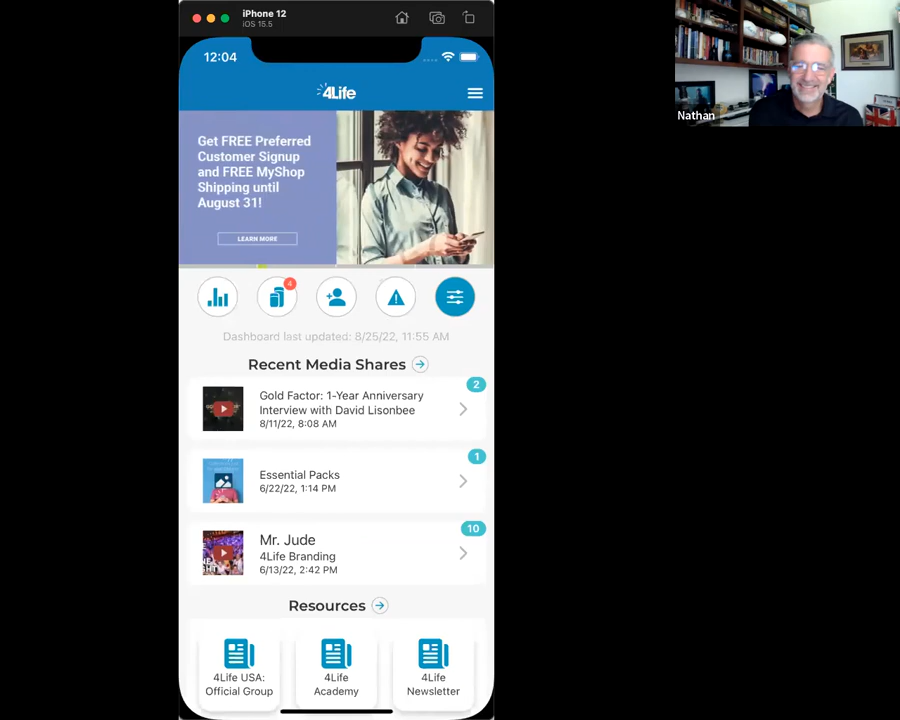 iPhone 12
iOS 15.5
12:04
4Life
Get FREE Preferred
Customer Signup
and FREE MyShop
Shipping until
August 31!
LEARN MORE
4
Dashboard last updated: 8/25/22, 11:55 AM
Recent Media Shares
2
Gold Factor: 1-Year Anniversary
Interview with David Lisonbee
8/11/22, 8:08 AM
1
Essential Packs
6/22/22, 1:14 PM
10
Mr. Jude
4Life Branding
6/13/22, 2:42 PM
Resources
4Life USA:
Official Group
4Life
Academy
4Life
Newsletter
Nathan